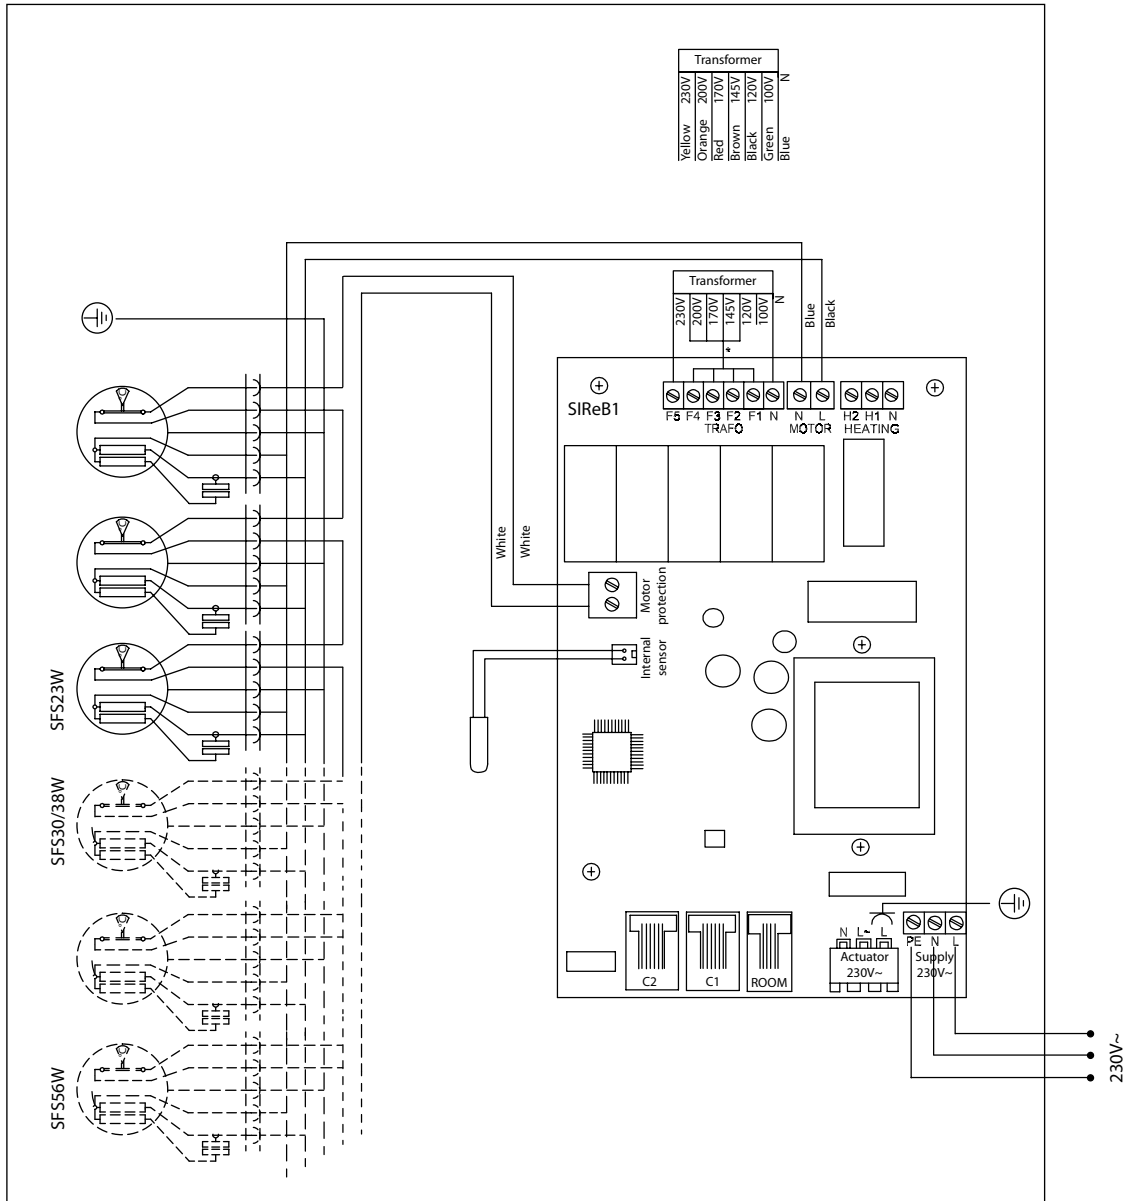 Transformer
Yellow 230V
Orange 200V
Red 170V
Brown 145V
Black 120V
Green 100V
Blue N
Transformer
230V
200V
170V
145V
120V
100V
N
*
Blue
Black
SIReB1
F5 F4 F3 F2 F1 N
TRAFO
N L
MOTOR
H2 H1 N
HEATING
White
White
Motor
protection
Internal
sensor
SFS23W
SFS30/38W
SFS56W
C2
C1
ROOM
N L~ L
Actuator
230V~
PE N L
Supply
230V~
230V~